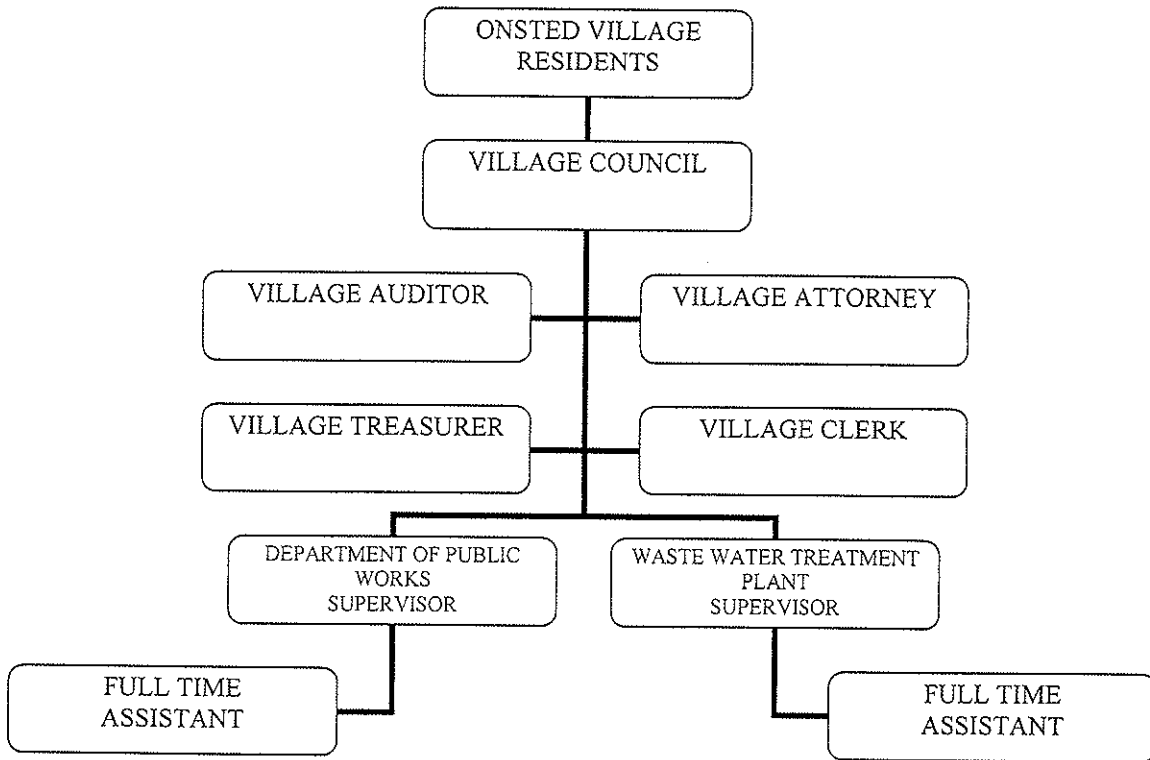 ONSTED VILLAGE
RESIDENTS
VILLAGE COUNCIL
VILLAGE AUDITOR
VILLAGE ATTORNEY
VILLAGE TREASURER
VILLAGE CLERK
DEPARTMENT OF PUBLIC
WORKS
SUPERVISOR
WASTE WATER TREATMENT
PLANT
SUPERVISOR
FULL TIME
ASSISTANT
FULL TIME
ASSISTANT